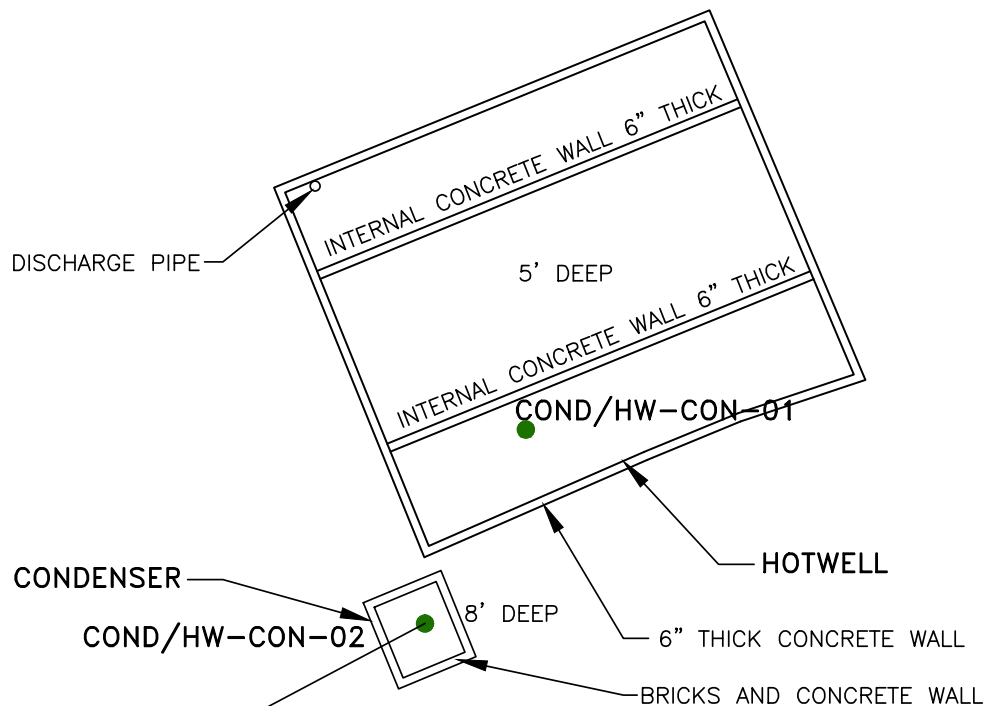 INTERNAL CONCRETE WALL 6” THICK
DISCHARGE PIPE
5' DEEP
INTERNAL CONCRETE WALL 6” THICK
COND/HW-CON-01
HOTWELL
CONDENSER
8' DEEP
COND/HW-CON-02
6” THICK CONCRETE WALL
BRICKS AND CONCRETE WALL